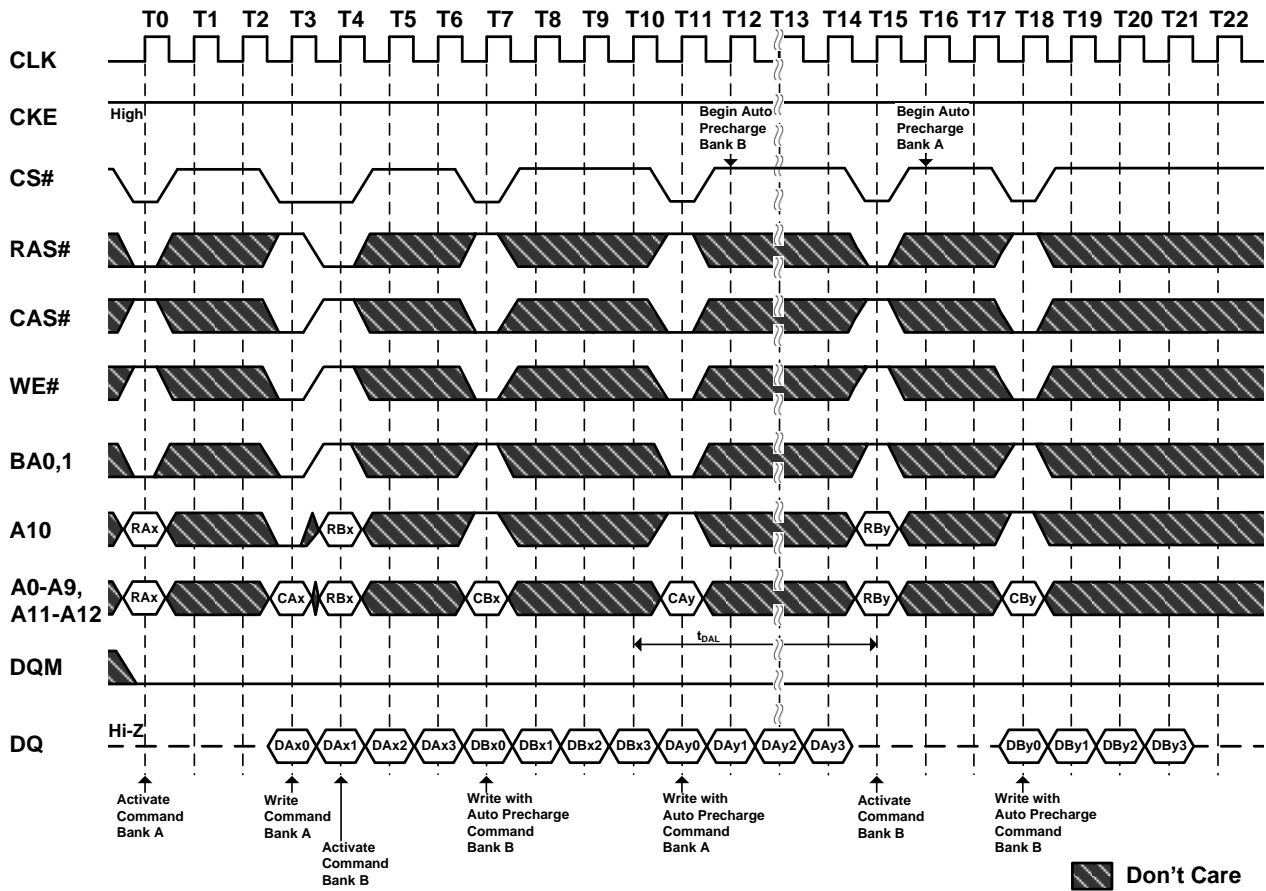 T0 T1 T2 T3 T4 T5 T6 T7 T8 T9 T10 T11 T12 T13 T14 T15 T16 T17 T18 T19 T20 T21 T22
CLK
CKE
High
Begin Auto
Precharge
Bank B
Begin Auto
Precharge
Bank A
CS#
RAS#
CAS#
WE#
BA0,1
A10
RAx RBx RBy
A0-A9,
A11-A12
RAx CAx RBx CBx CAy RBy CBy
tDAL
DQM
DQ
Hi-Z
DAx0 DAx1 DAx2 DAx3 DBx0 DBx1 DBx2 DBx3 DAy0 DAy1 DAy2 DAy3 DBy0 DBy1 DBy2 DBy3
Activate
Command
Bank A
Write
Command
Bank A
Activate
Command
Bank B
Write with
Auto Precharge
Command
Bank B
Write with
Auto Precharge
Command
Bank A
Activate
Command
Bank B
Write with
Auto Precharge
Command
Bank B
Don't Care